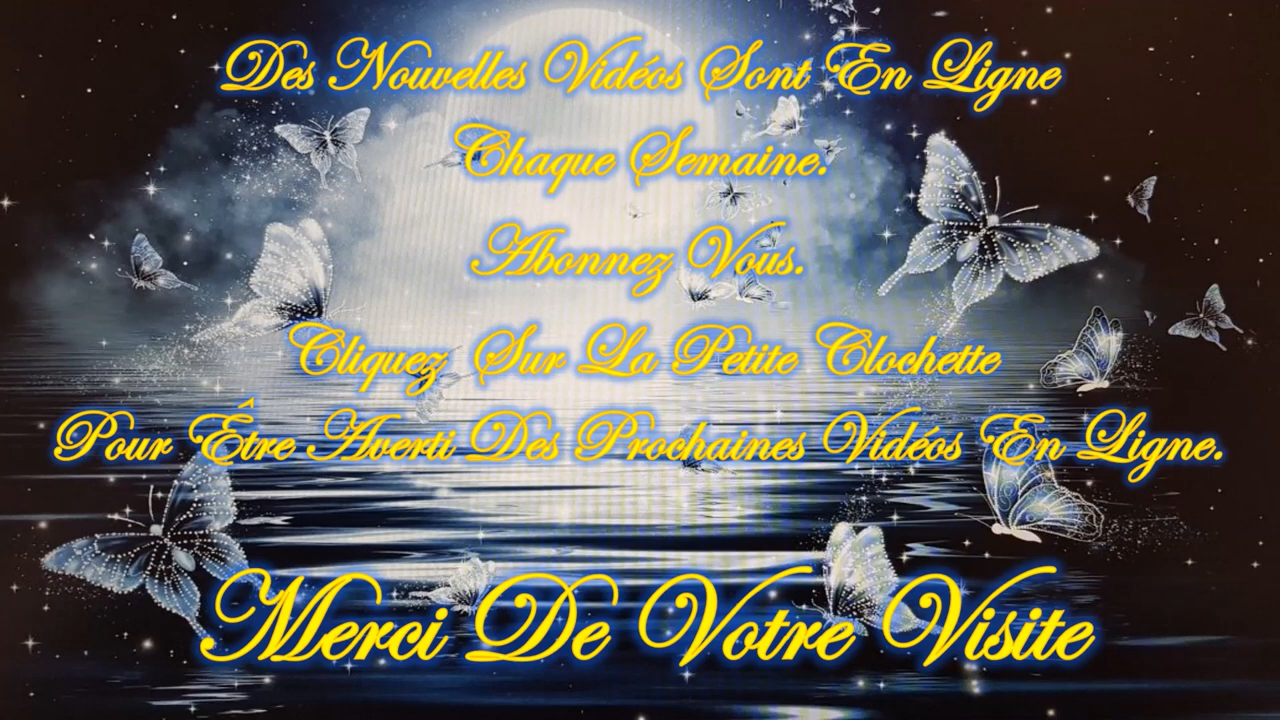 Des Nouvelles Vidéos Sont En Ligne
Chaque Semaine.
Abonnez Vous.
Cliquez Sur La Petite Clochette
Pour Être Averti Des Prochaines Vidéos En Ligne.
Merci De Votre Visite